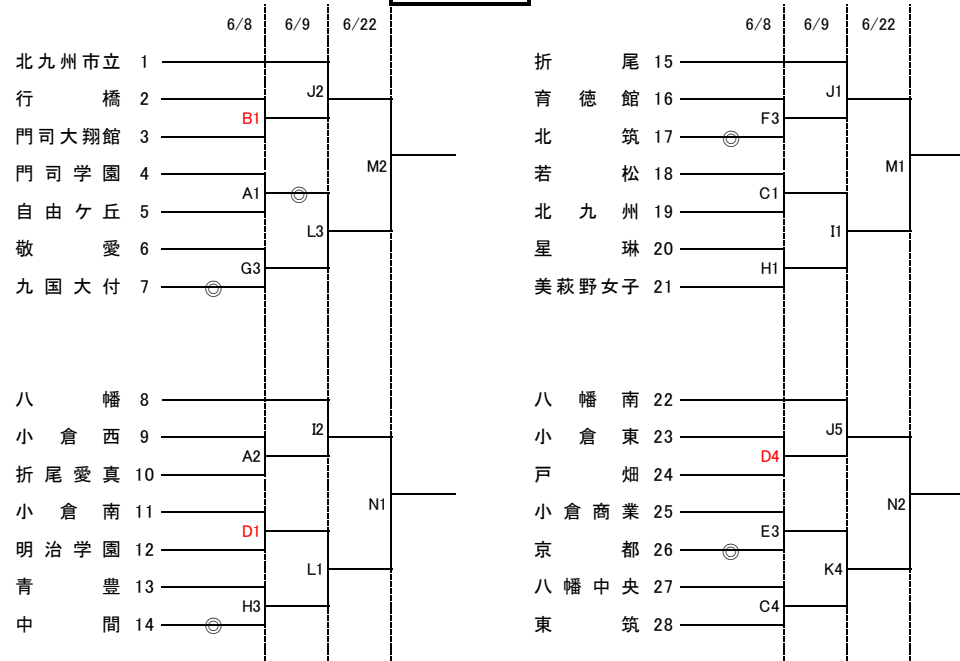 6/8 6/9 6/22 6/8 6/9 6/22
北九州市立 1 折尾 15
J2 J1
行橋 2 育徳館 16
B1 F3
門司大翔館 3 北筑 17 ◎
M2 M1
門司学園 4 若松 18
A1 ◎ C1
自由ケ丘 5 北九州 19
L3 I1
敬愛 6 星琳 20
G3 H1
九国大付 7 ◎ 美萩野女子 21
八幡 8 八幡南 22
I2 J5
小倉西 9 小倉東 23
A2 D4
折尾愛真 10 戸畑 24
N1 N2
小倉南 11 小倉商業 25
D1 E3
明治学園 12 京都 26 ◎
L1 K4
青豊 13 八幡中央 27
H3 C4
中間 14 ◎ 東筑 28